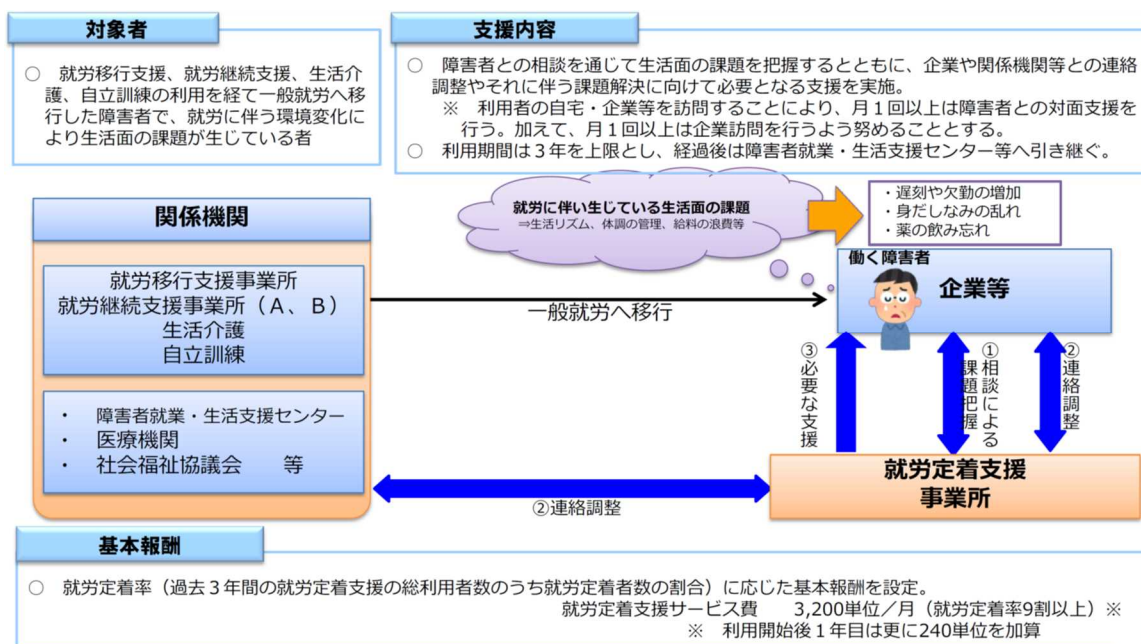 対象者
○　就労移行支援、就労継続支援、生活介
護、自立訓練の利用を経て一般就労へ移
行した障害者で、就労に伴う環境変化に
より生活面の課題が生じている者
支援内容
○　障害者との相談を通じて生活面の課題を把握するとともに、企業や関係機関等との連絡
調整やそれに伴う課題解決に向けて必要となる支援を実施。
※　利用者の自宅・企業等を訪問することにより、月１回以上は障害者との対面支援を
行う。加えて、月１回以上は企業訪問を行うよう努めることとする。
○　利用期間は３年を上限とし、経過後は障害者就業・生活支援センター等へ引き継ぐ。
関係機関
就労移行支援事業所
就労継続支援事業所（Ａ、Ｂ）
生活介護
自立訓練
・　障害者就業・生活支援センター
・　医療機関
・　社会福祉協議会　　等
就労に伴い生じている生活面の課題
⇒生活リズム、体調の管理、給料の浪費等
・遅刻や欠勤の増加
・身だしなみの乱れ
・薬の飲み忘れ
働く障害者
企業等
一般就労へ移行
③必要な支援
①相談による
課題把握
②連絡調整
就労定着支援
事業所
②連絡調整
基本報酬
○　就労定着率（過去３年間の就労定着支援の総利用者数のうち就労定着者数の割合）に応じた基本報酬を設定。
就労定着支援サービス費　　3,200単位／月（就労定着率9割以上）※
※　利用開始後１年目は更に240単位を加算